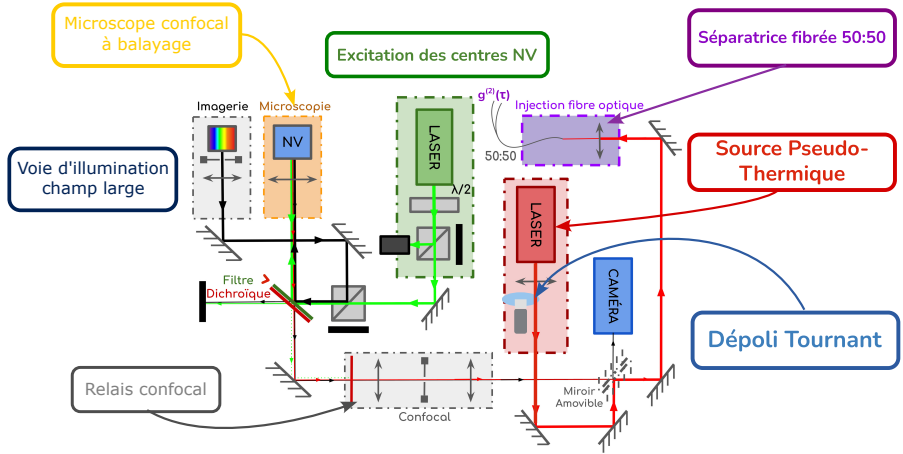 Microscope confocal
à balayage
Excitation des centres NV
Séparatrice fibrée 50:50
Imagerie
Microscopie
g⁽²⁾(τ)
Injection fibre optique
NV
LASER
50:50
Source Pseudo-
Thermique
Voie d'illumination
champ large
λ/2
LASER
Filtre
Dichroïque
CAMÉRA
Dépoli Tournant
Relais confocal
Confocal
Miroir
Amovible